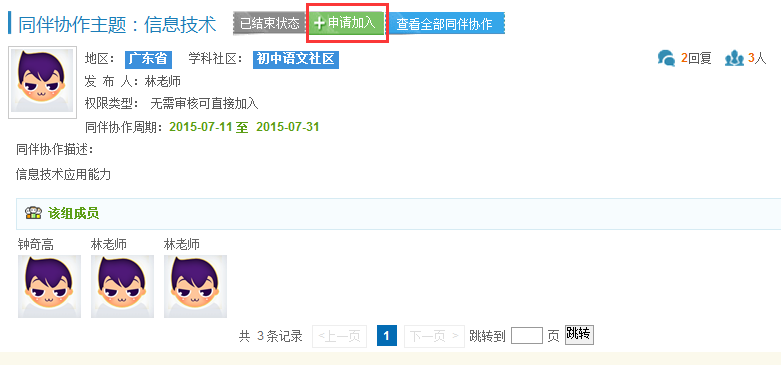 同伴协作主题：信息技术 已结束状态 申请加入 查看全部同伴协作
地区： 广东省 学科社区： 初中语文社区 2回复 3人
发 布 人：林老师
权限类型： 无需审核可直接加入
同伴协作周期：2015-07-11 至 2015-07-31
同伴协作描述：
信息技术应用能力
该组成员
钟奇高 林老师 林老师
共 3 条记录 <上一页 1 下一页 > 跳转到 页 跳转